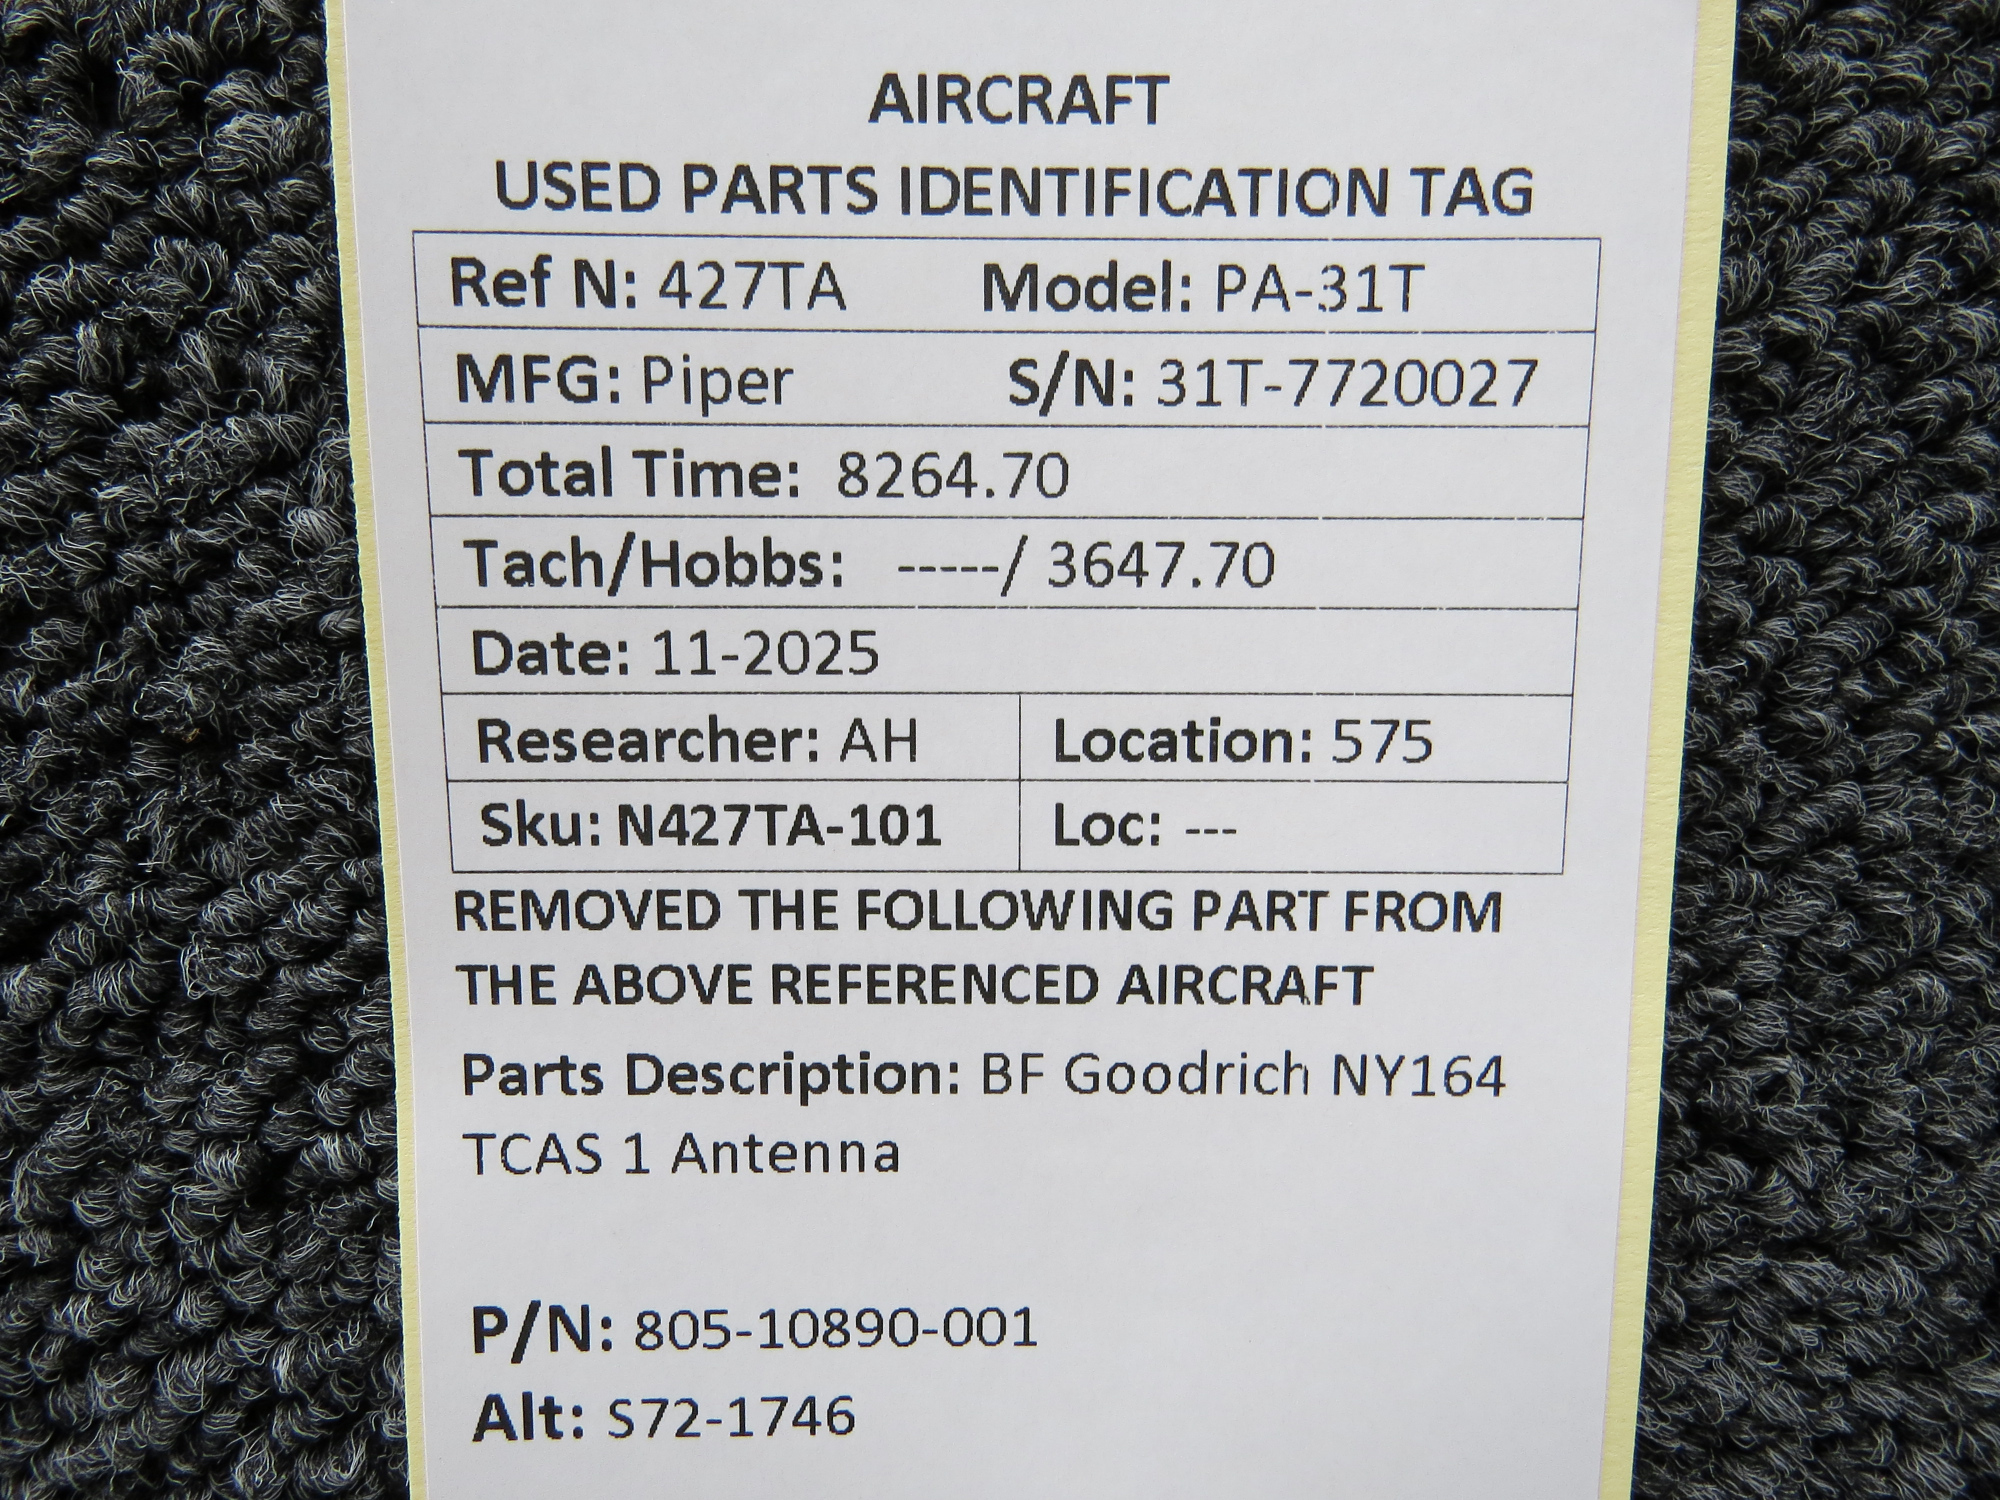 AIRCRAFT
USED PARTS IDENTIFICATION TAG
Ref N: 427TA Model: PA-31T
MFG: Piper S/N: 31T-7720027
Total Time: 8264.70
Tach/Hobbs: -----/ 3647.70
Date: 11-2025
Researcher: AH Location: 575
Sku: N427TA-101 Loc: ---
REMOVED THE FOLLOWING PART FROM
THE ABOVE REFERENCED AIRCRAFT
Parts Description: BF Goodrich NY164
TCAS 1 Antenna
P/N: 805-10890-001
Alt: S72-1746